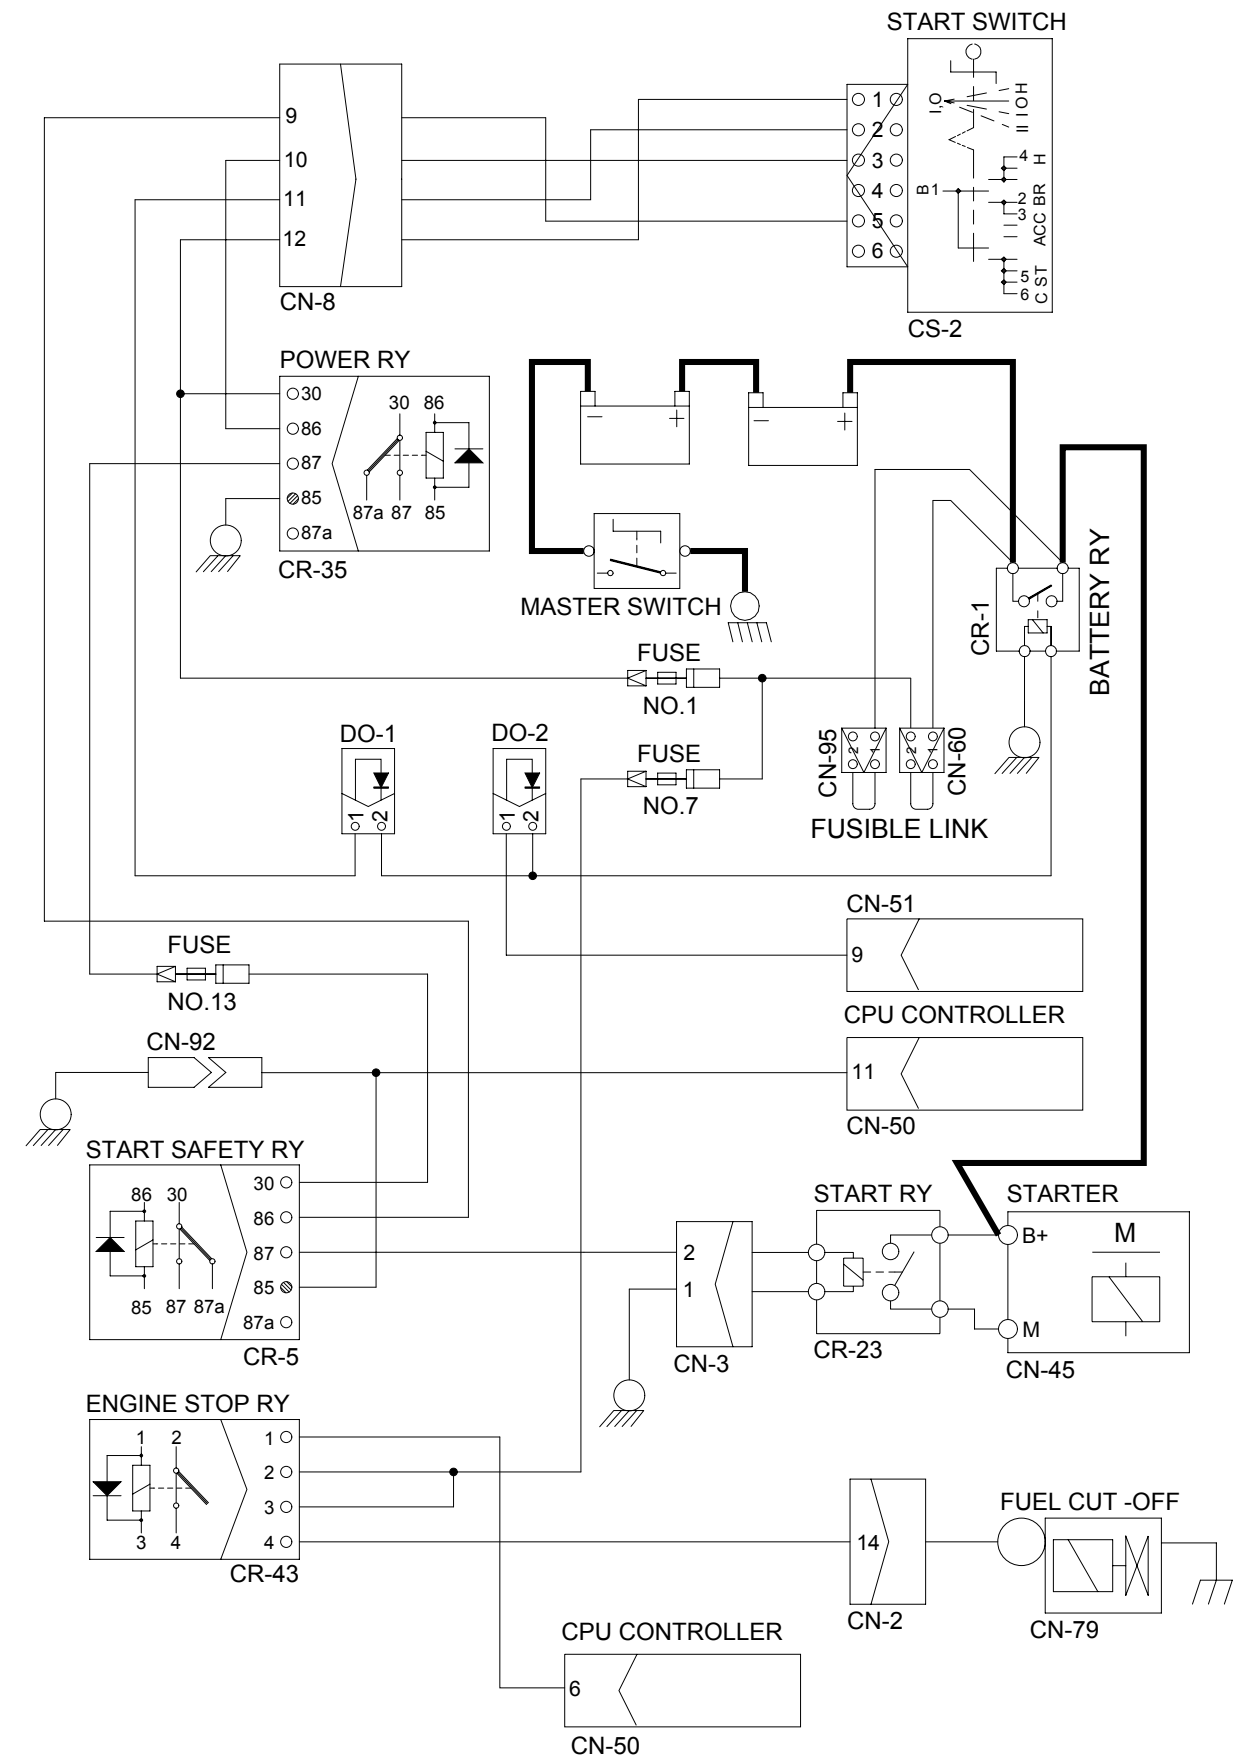 START SWITCH
I,O
H
O
I
II
4 H
B1
2 BR
3
ACC
5 ST
6 C
1
2
3
4
5
6
CS-2
9
10
11
12
CN-8
POWER RY
30
86
87
85
87a
30 86
87a 87 85
CR-35
− +
− +
MASTER SWITCH
CR-1
BATTERY RY
FUSE
NO.1
FUSE
NO.7
DO-1
1 2
DO-2
1 2
CN-95
2 1
2 1
CN-60
FUSIBLE LINK
CN-51
9
CPU CONTROLLER
11
CN-50
FUSE
NO.13
CN-92
START SAFETY RY
86 30
85 87 87a
30
86
87
85
87a
CR-5
2
1
CN-3
START RY
CR-23
STARTER
B+
M
M
CN-45
ENGINE STOP RY
1 2
3 4
1
2
3
4
CR-43
14
CN-2
FUEL CUT -OFF
CN-79
CPU CONTROLLER
6
CN-50